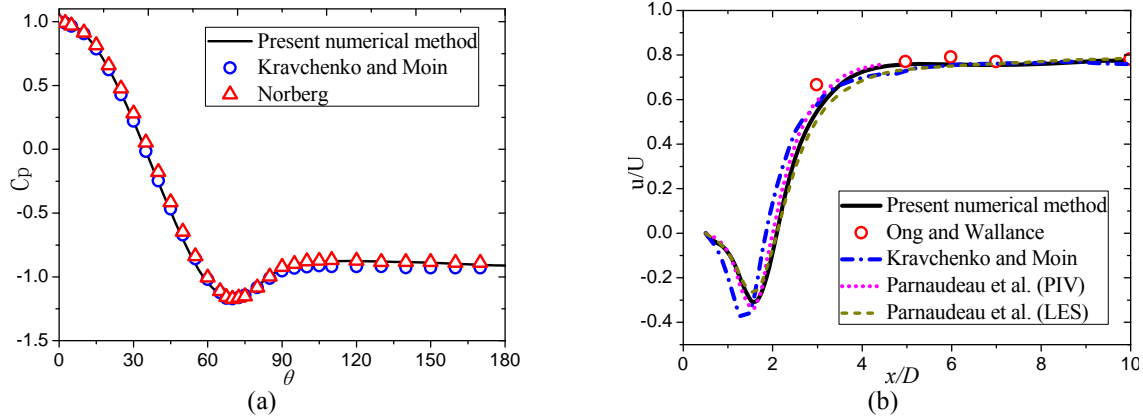 1.0
0.5
0.0
-0.5
-1.0
-1.5
Cp
0 30 60 90 120 150 180
θ
Present numerical method
Kravchenko and Moin
Norberg
(a)
1.0
0.8
0.6
0.4
0.2
0.0
-0.2
-0.4
u/U
0 2 4 6 8 10
x/D
Present numerical method
Ong and Wallance
Kravchenko and Moin
Parnaudeau et al. (PIV)
Parnaudeau et al. (LES)
(b)